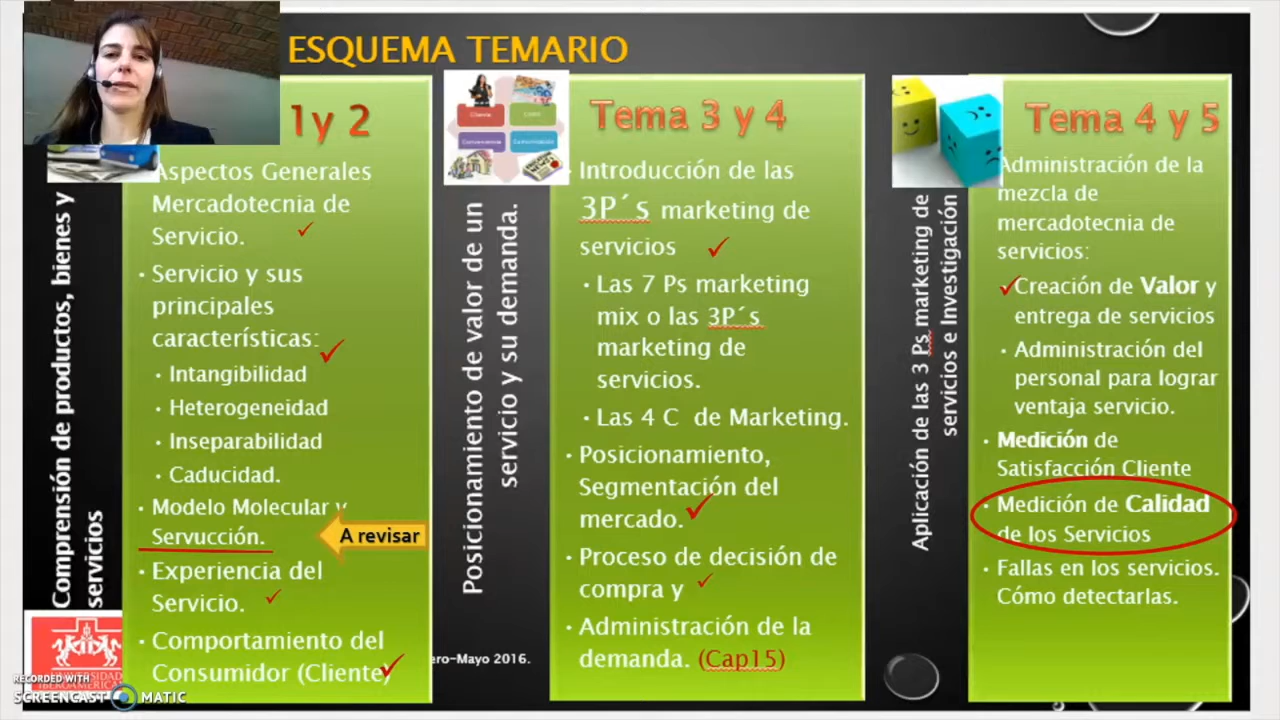 ESQUEMA TEMARIO
1y 2
Comprensión de productos, bienes y
servicios
Aspectos Generales
Mercadotecnia de
Servicio.
• Servicio y sus
principales
características:
• Intangibilidad
• Heterogeneidad
• Inseparabilidad
• Caducidad.
• Modelo Molecular y
Servucción.
A revisar
• Experiencia del
Servicio.
• Comportamiento del
Consumidor (Cliente)
Tema 3 y 4
Cliente
Costo
Conveniencia
Comunicación
Posicionamiento de valor de un
servicio y su demanda.
Introducción de las
3P´s marketing de
servicios
• Las 7 Ps marketing
mix o las 3P´s
marketing de
servicios.
• Las 4 C de Marketing.
• Posicionamiento,
Segmentación del
mercado.
• Proceso de decisión de
compra y
• Administración de la
demanda. (Cap15)
ero-Mayo 2016.
Tema 4 y 5
Aplicación de las 3 Ps marketing de
servicios e Investigación
Administración de la
mezcla de
mercadotecnia de
servicios:
Creación de Valor y
entrega de servicios
• Administración del
personal para lograr
ventaja servicio.
• Medición de
Satisfacción Cliente
• Medición de Calidad
de los Servicios
• Fallas en los servicios.
Cómo detectarlas.
RECORDED WITH
SCREENCAST MATIC